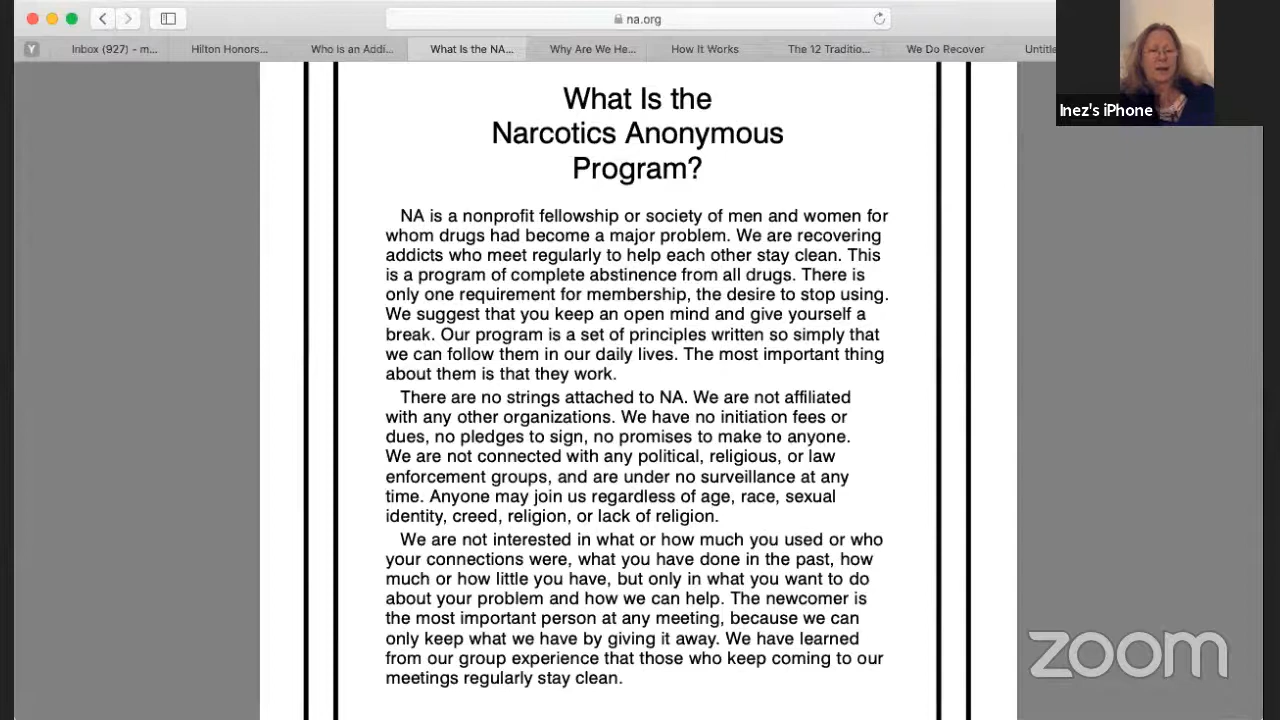 na.org
Y
Inbox (927) – m...
Hilton Honors...
Who Is an Addi...
What Is the NA...
Why Are We He...
How It Works
The 12 Traditio...
We Do Recover
Untitle
Inez's iPhone
What Is the
Narcotics Anonymous
Program?
NA is a nonprofit fellowship or society of men and women for
whom drugs had become a major problem. We are recovering
addicts who meet regularly to help each other stay clean. This
is a program of complete abstinence from all drugs. There is
only one requirement for membership, the desire to stop using.
We suggest that you keep an open mind and give yourself a
break. Our program is a set of principles written so simply that
we can follow them in our daily lives. The most important thing
about them is that they work.
There are no strings attached to NA. We are not affiliated
with any other organizations. We have no initiation fees or
dues, no pledges to sign, no promises to make to anyone.
We are not connected with any political, religious, or law
enforcement groups, and are under no surveillance at any
time. Anyone may join us regardless of age, race, sexual
identity, creed, religion, or lack of religion.
We are not interested in what or how much you used or who
your connections were, what you have done in the past, how
much or how little you have, but only in what you want to do
about your problem and how we can help. The newcomer is
the most important person at any meeting, because we can
only keep what we have by giving it away. We have learned
from our group experience that those who keep coming to our
meetings regularly stay clean.
zoom